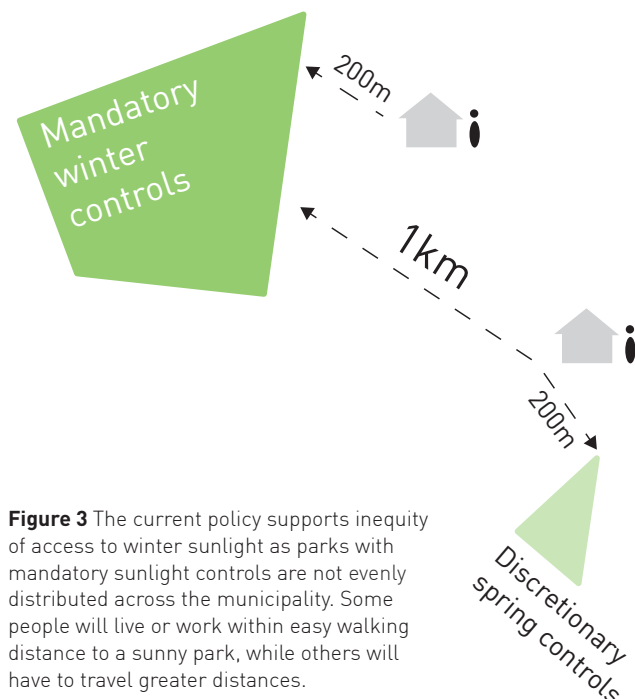 Mandatory
winter
controls
200m
1km
200m
Discretionary
spring controls
Figure 3 The current policy supports inequity
of access to winter sunlight as parks with
mandatory sunlight controls are not evenly
distributed across the municipality. Some
people will live or work within easy walking
distance to a sunny park, while others will
have to travel greater distances.